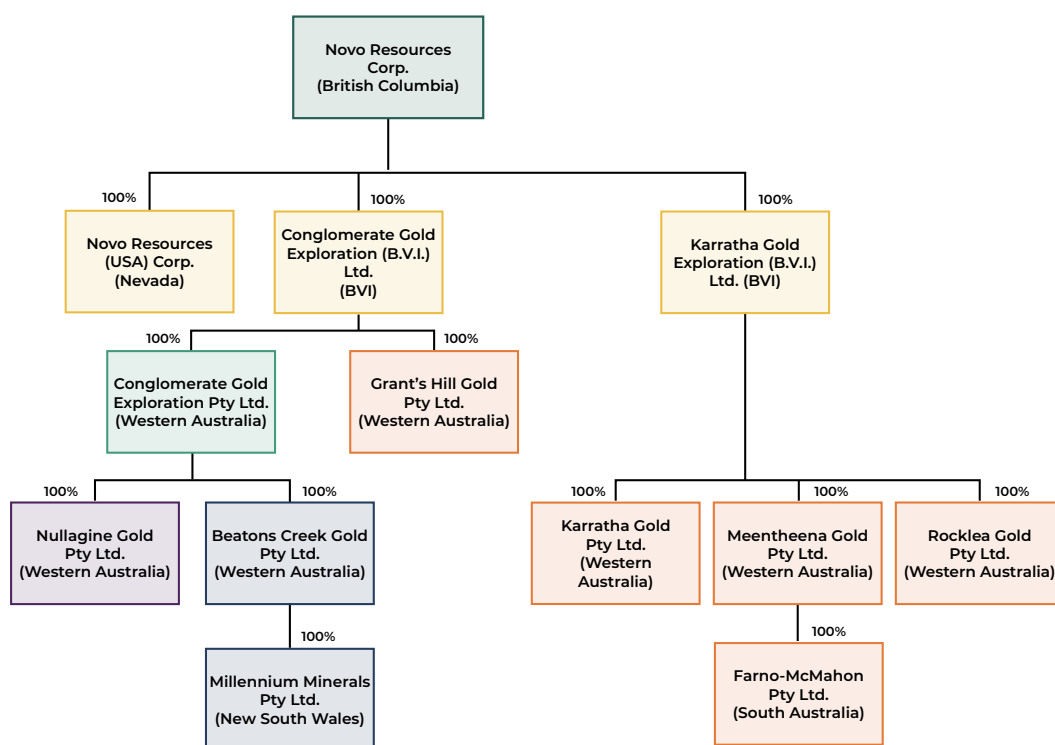 Novo Resources
Corp.
(British Columbia)
100%
100%
100%
Novo Resources
(USA) Corp.
(Nevada)
Conglomerate Gold
Exploration (B.V.I.)
Ltd.
(BVI)
Karratha Gold
Exploration (B.V.I.)
Ltd. (BVI)
100%
100%
Conglomerate Gold
Exploration Pty Ltd.
(Western Australia)
Grant’s Hill Gold
Pty Ltd.
(Western Australia)
100%
100%
100%
100%
100%
Nullagine Gold
Pty Ltd.
(Western Australia)
Beatons Creek Gold
Pty Ltd.
(Western Australia)
Karratha Gold
Pty Ltd.
(Western
Australia)
Meentheena Gold
Pty Ltd.
(Western Australia)
Rocklea Gold
Pty Ltd.
(Western Australia)
100%
100%
Millennium Minerals
Pty Ltd.
(New South Wales)
Farno-McMahon
Pty Ltd.
(South Australia)